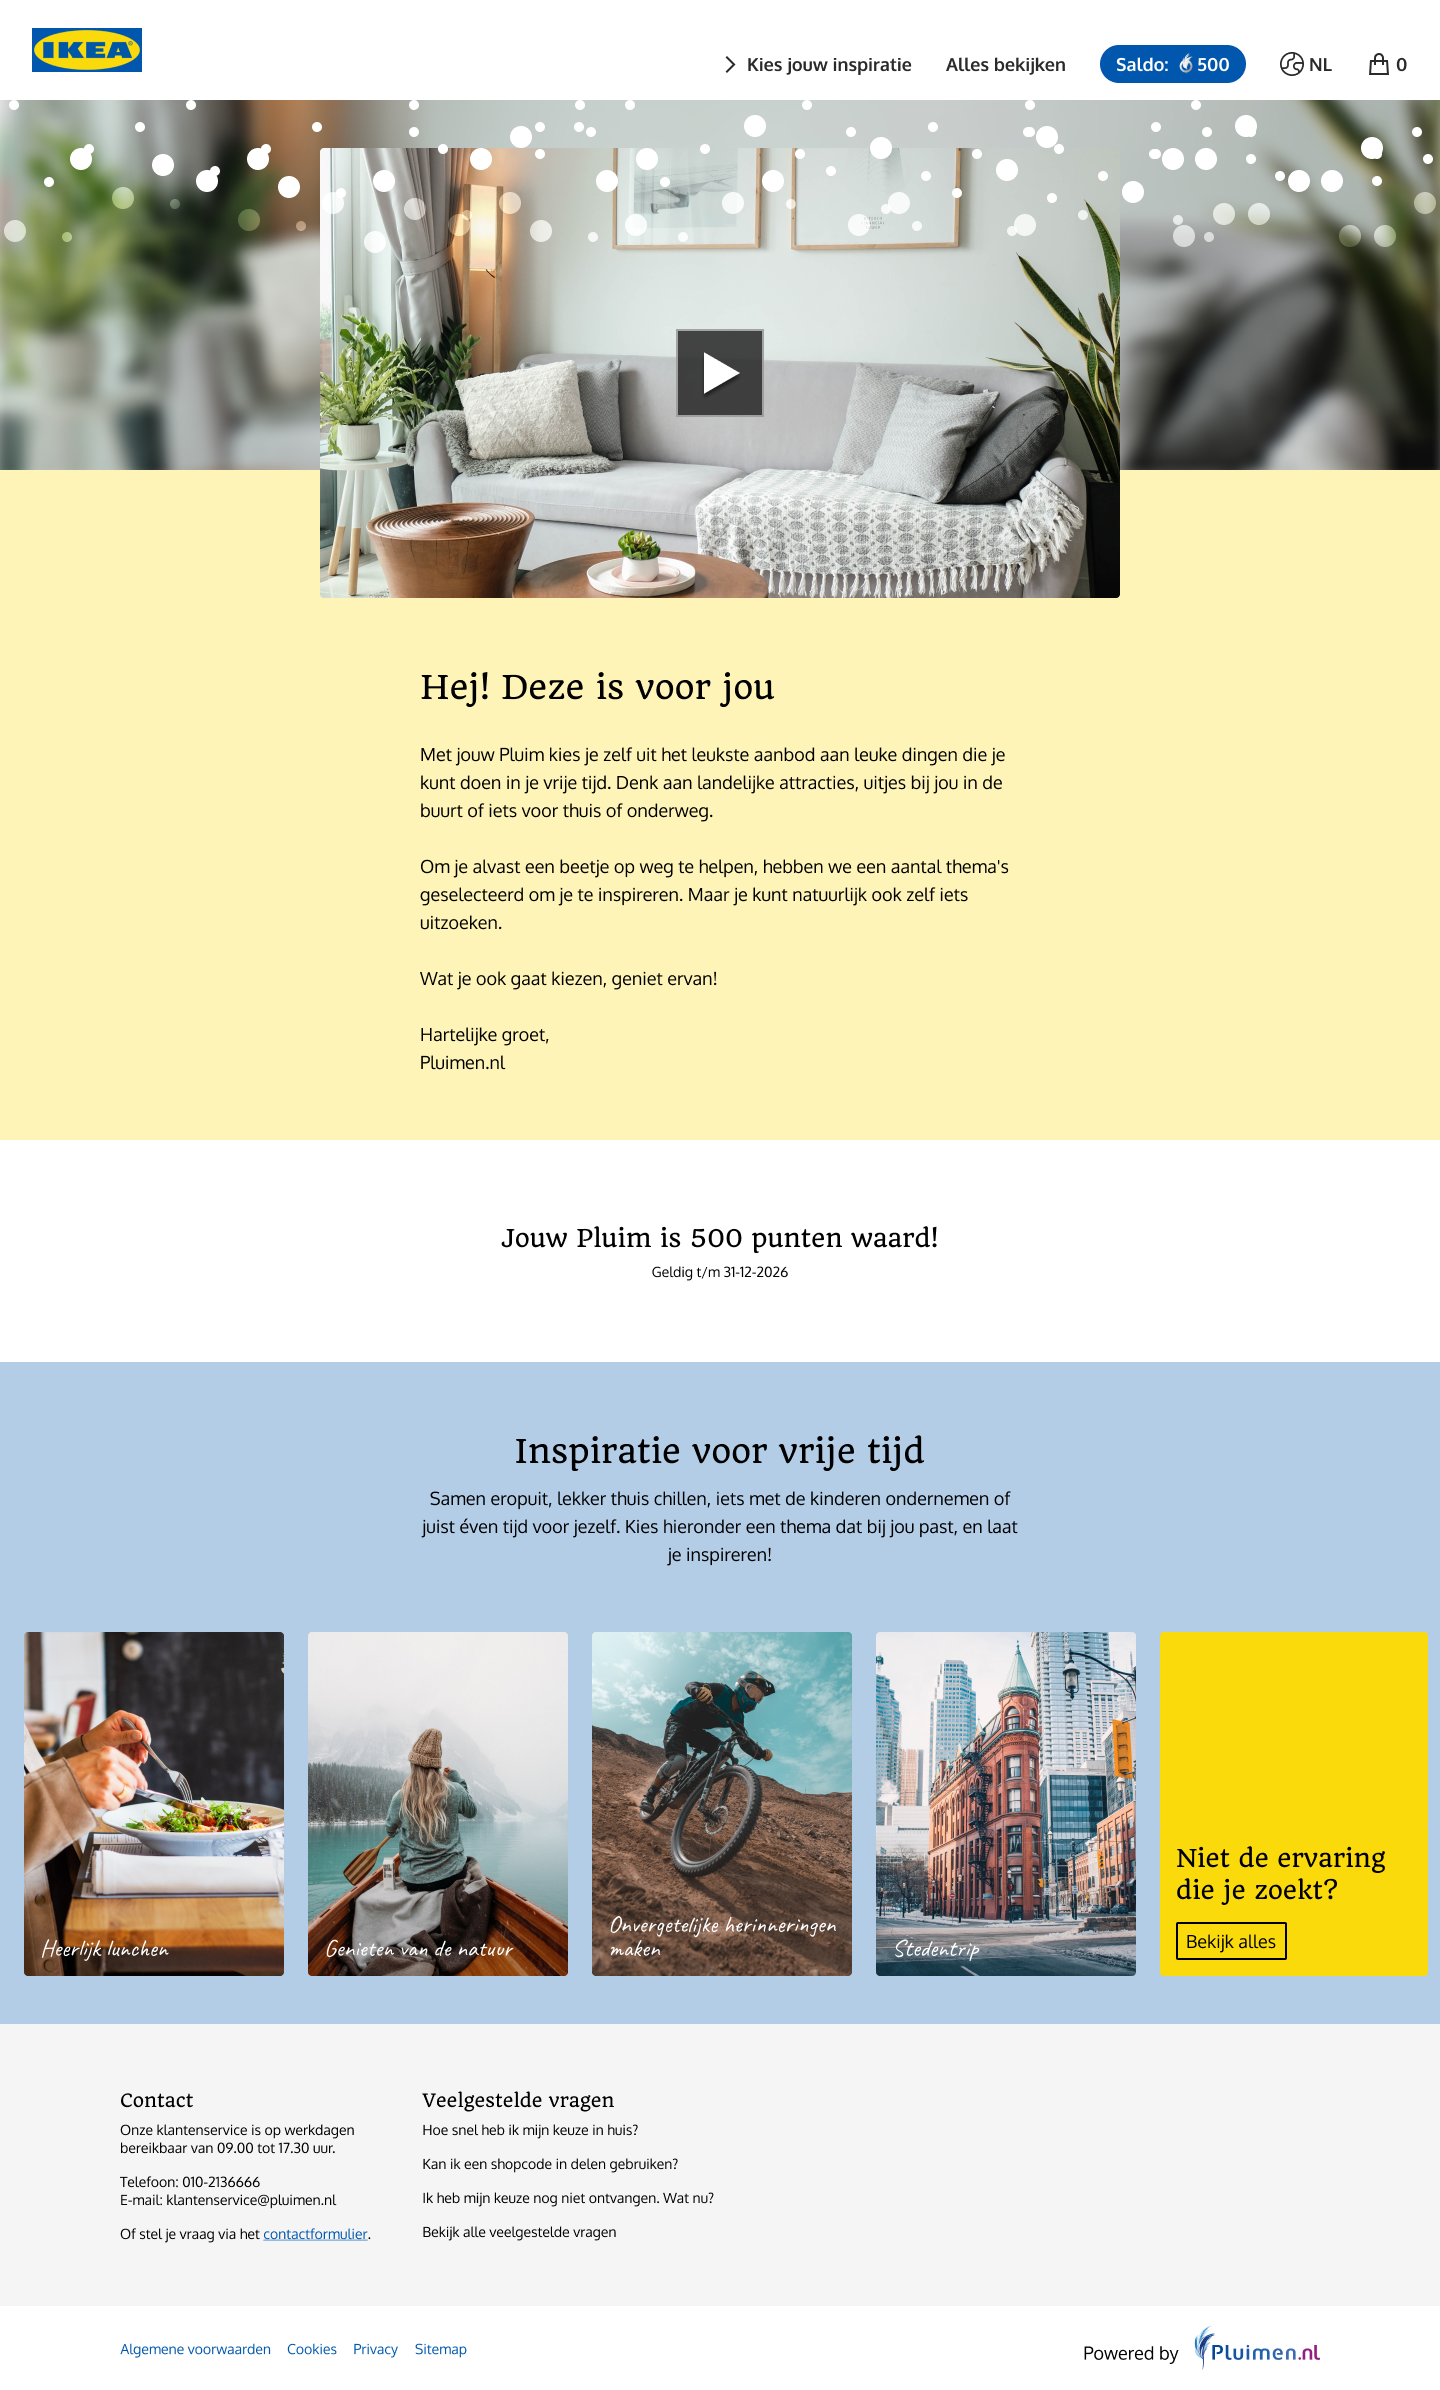 IKEA
Kies jouw inspiratie
Alles bekijken
Saldo: 500
NL
0
Hej! Deze is voor jou
Met jouw Pluim kies je zelf uit het leukste aanbod aan leuke dingen die je
kunt doen in je vrije tijd. Denk aan landelijke attracties, uitjes bij jou in de
buurt of iets voor thuis of onderweg.
Om je alvast een beetje op weg te helpen, hebben we een aantal thema's
geselecteerd om je te inspireren. Maar je kunt natuurlijk ook zelf iets
uitzoeken.
Wat je ook gaat kiezen, geniet ervan!
Hartelijke groet,
Pluimen.nl
Jouw Pluim is 500 punten waard!
Geldig t/m 31-12-2026
Inspiratie voor vrije tijd
Samen eropuit, lekker thuis chillen, iets met de kinderen ondernemen of
juist éven tijd voor jezelf. Kies hieronder een thema dat bij jou past, en laat
je inspireren!
Heerlijk lunchen
Genieten van de natuur
Onvergetelijke herinneringen
maken
Stedentrip
Niet de ervaring
die je zoekt?
Bekijk alles
Contact
Onze klantenservice is op werkdagen
bereikbaar van 09.00 tot 17.30 uur.
Telefoon: 010-2136666
E-mail: klantenservice@pluimen.nl
Of stel je vraag via het contactformulier.
Veelgestelde vragen
Hoe snel heb ik mijn keuze in huis?
Kan ik een shopcode in delen gebruiken?
Ik heb mijn keuze nog niet ontvangen. Wat nu?
Bekijk alle veelgestelde vragen
Algemene voorwaarden
Cookies
Privacy
Sitemap
Powered by
Pluimen.nl